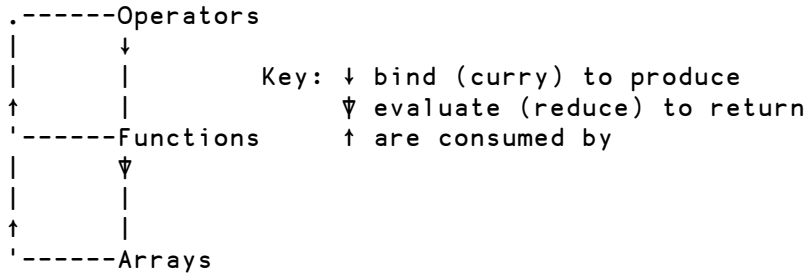 .------Operators
|      ↓
|      |        Key: ↓ bind (curry) to produce
↑      |             ⍒ evaluate (reduce) to return
'------Functions     ↑ are consumed by
|      ⍒
|      |
↑      |
'------Arrays